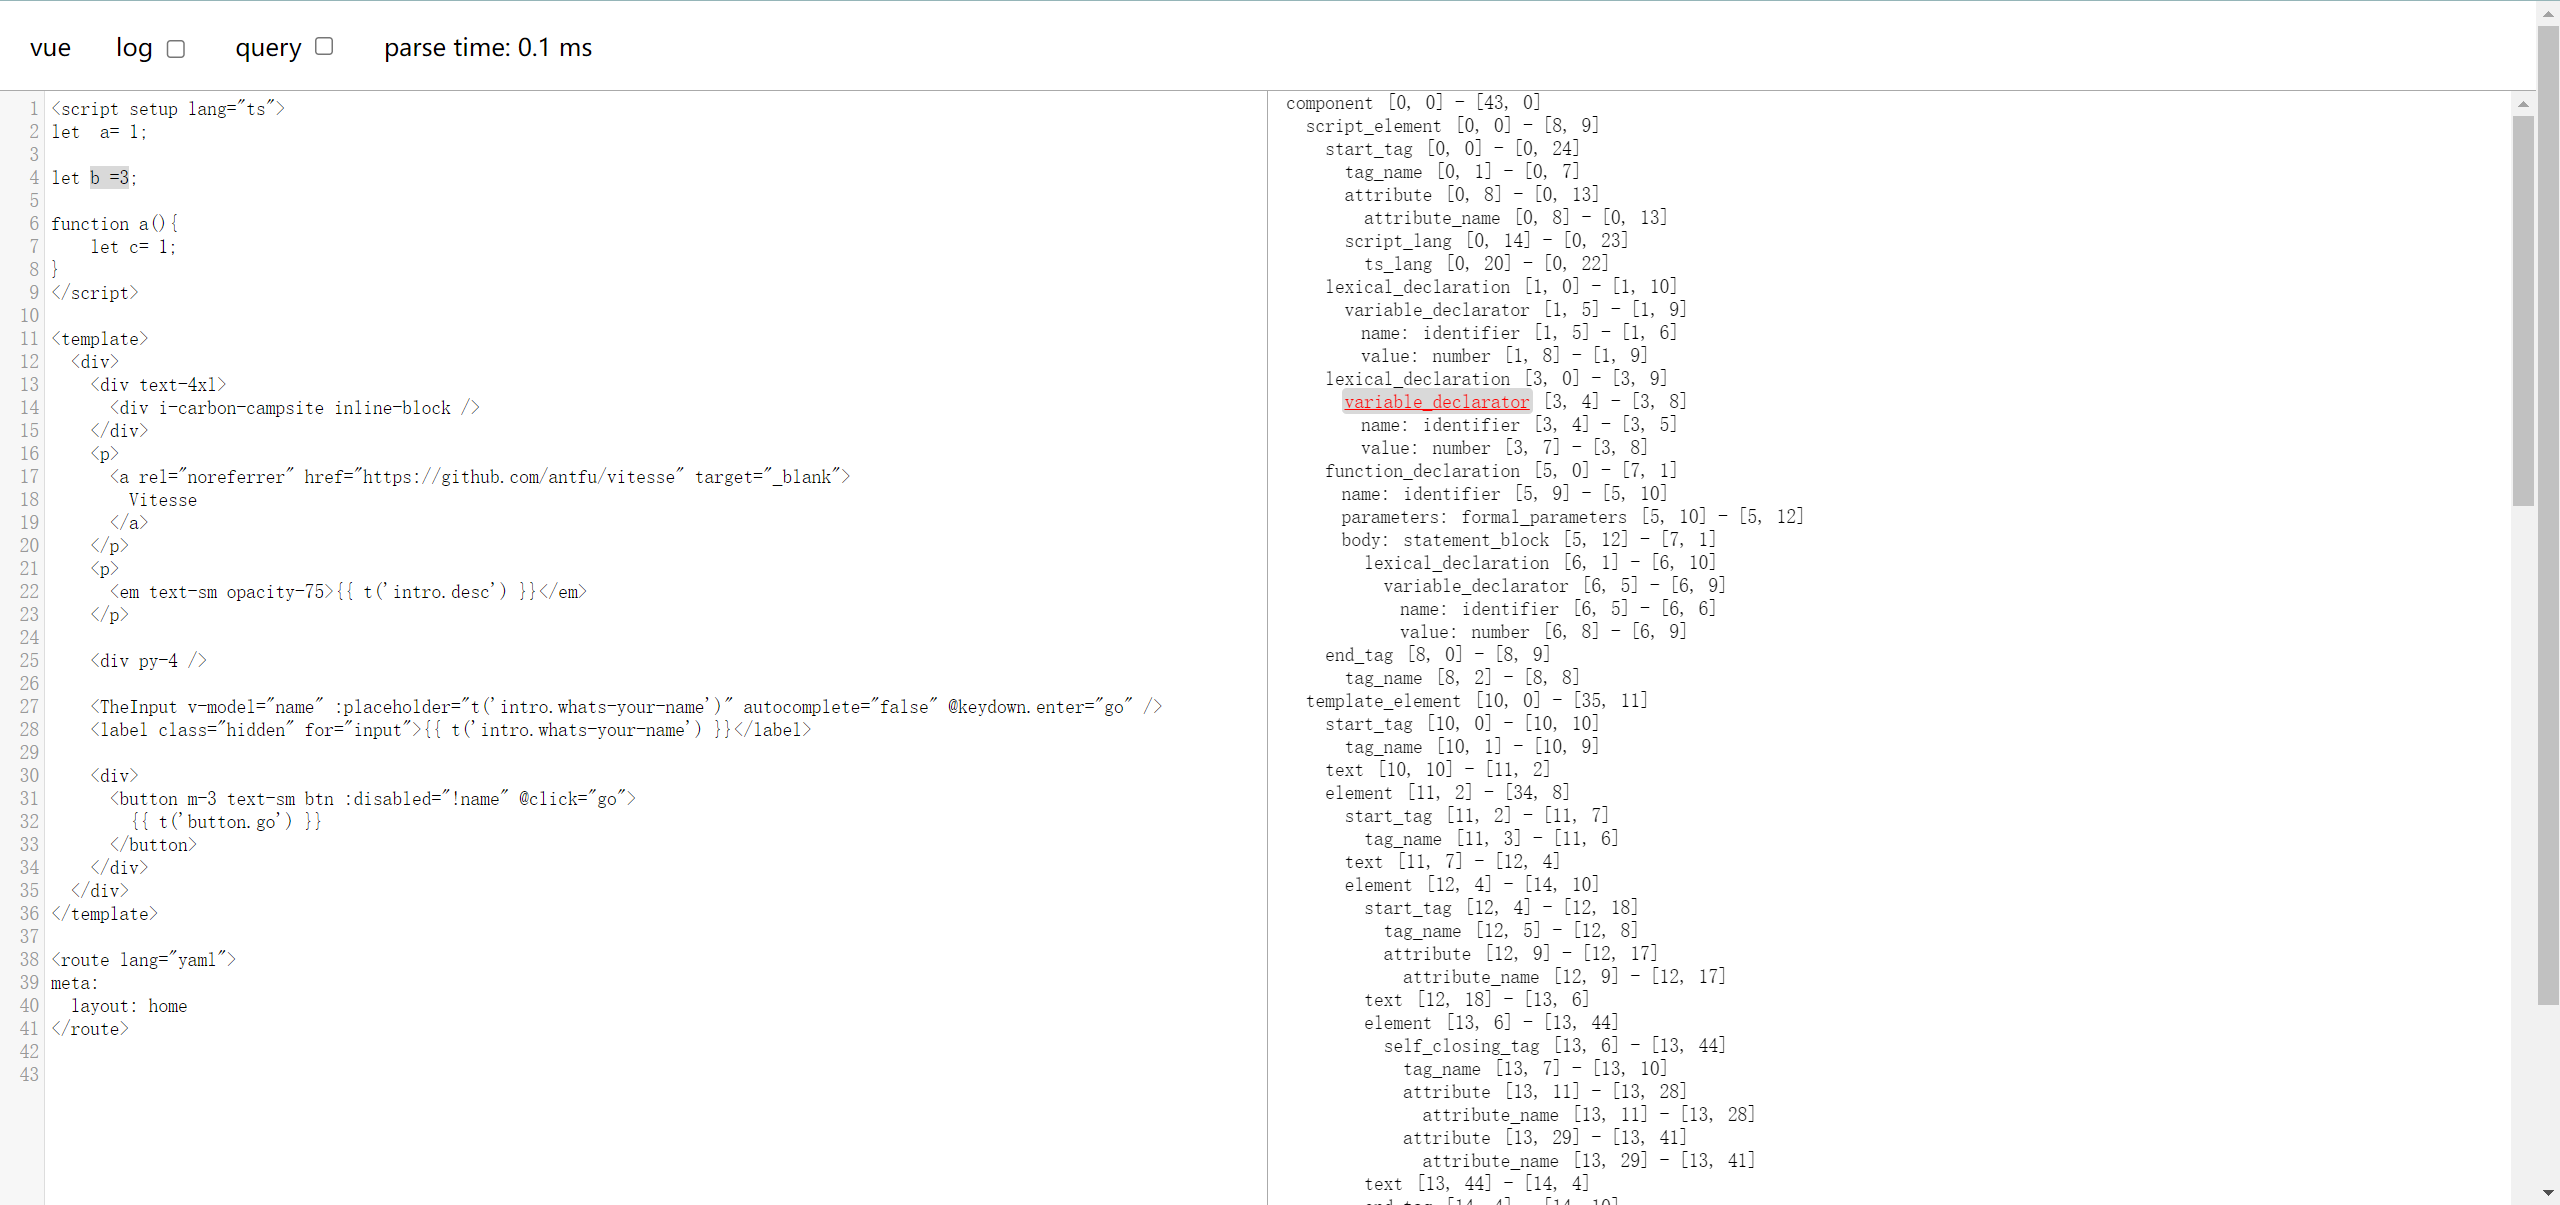 vue log query parse time: 0.1 ms
1 <script setup lang="ts">
2 let  a= 1;
3
4 let b =3;
5
6 function a(){
7     let c= 1;
8 }
9 </script>
10
11 <template>
12   <div>
13     <div text-4xl>
14       <div i-carbon-campsite inline-block />
15     </div>
16     <p>
17       <a rel="noreferrer" href="https://github.com/antfu/vitesse" target="_blank">
18         Vitesse
19       </a>
20     </p>
21     <p>
22       <em text-sm opacity-75>{{ t('intro.desc') }}</em>
23     </p>
24
25     <div py-4 />
26
27     <TheInput v-model="name" :placeholder="t('intro.whats-your-name')" autocomplete="false" @keydown.enter="go" />
28     <label class="hidden" for="input">{{ t('intro.whats-your-name') }}</label>
29
30     <div>
31       <button m-3 text-sm btn :disabled="!name" @click="go">
32         {{ t('button.go') }}
33       </button>
34     </div>
35   </div>
36 </template>
37
38 <route lang="yaml">
39 meta:
40   layout: home
41 </route>
42
43
component [0, 0] - [43, 0]
script_element [0, 0] - [8, 9]
start_tag [0, 0] - [0, 24]
tag_name [0, 1] - [0, 7]
attribute [0, 8] - [0, 13]
attribute_name [0, 8] - [0, 13]
script_lang [0, 14] - [0, 23]
ts_lang [0, 20] - [0, 22]
lexical_declaration [1, 0] - [1, 10]
variable_declarator [1, 5] - [1, 9]
name: identifier [1, 5] - [1, 6]
value: number [1, 8] - [1, 9]
lexical_declaration [3, 0] - [3, 9]
variable_declarator [3, 4] - [3, 8]
name: identifier [3, 4] - [3, 5]
value: number [3, 7] - [3, 8]
function_declaration [5, 0] - [7, 1]
name: identifier [5, 9] - [5, 10]
parameters: formal_parameters [5, 10] - [5, 12]
body: statement_block [5, 12] - [7, 1]
lexical_declaration [6, 1] - [6, 10]
variable_declarator [6, 5] - [6, 9]
name: identifier [6, 5] - [6, 6]
value: number [6, 8] - [6, 9]
end_tag [8, 0] - [8, 9]
tag_name [8, 2] - [8, 8]
template_element [10, 0] - [35, 11]
start_tag [10, 0] - [10, 10]
tag_name [10, 1] - [10, 9]
text [10, 10] - [11, 2]
element [11, 2] - [34, 8]
start_tag [11, 2] - [11, 7]
tag_name [11, 3] - [11, 6]
text [11, 7] - [12, 4]
element [12, 4] - [14, 10]
start_tag [12, 4] - [12, 18]
tag_name [12, 5] - [12, 8]
attribute [12, 9] - [12, 17]
attribute_name [12, 9] - [12, 17]
text [12, 18] - [13, 6]
element [13, 6] - [13, 44]
self_closing_tag [13, 6] - [13, 44]
tag_name [13, 7] - [13, 10]
attribute [13, 11] - [13, 28]
attribute_name [13, 11] - [13, 28]
attribute [13, 29] - [13, 41]
attribute_name [13, 29] - [13, 41]
text [13, 44] - [14, 4]